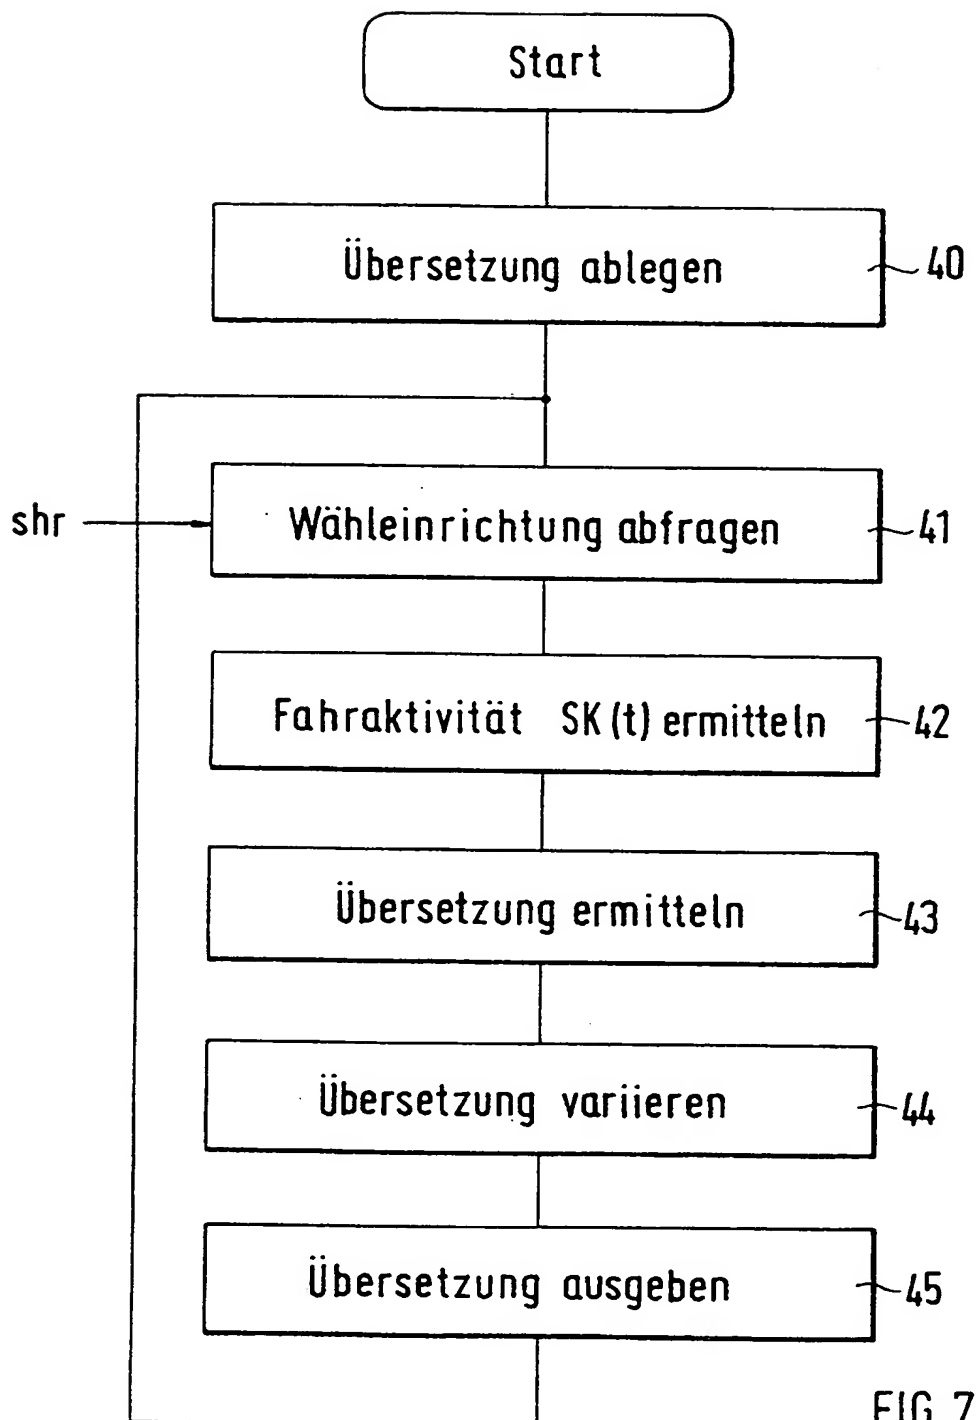 Start
Übersetzung ablegen 40
shr Wähleinrichtung abfragen 41
Fahraktivität SK(t) ermitteln 42
Übersetzung ermitteln 43
Übersetzung variieren 44
Übersetzung ausgeben 45
FIG. 7